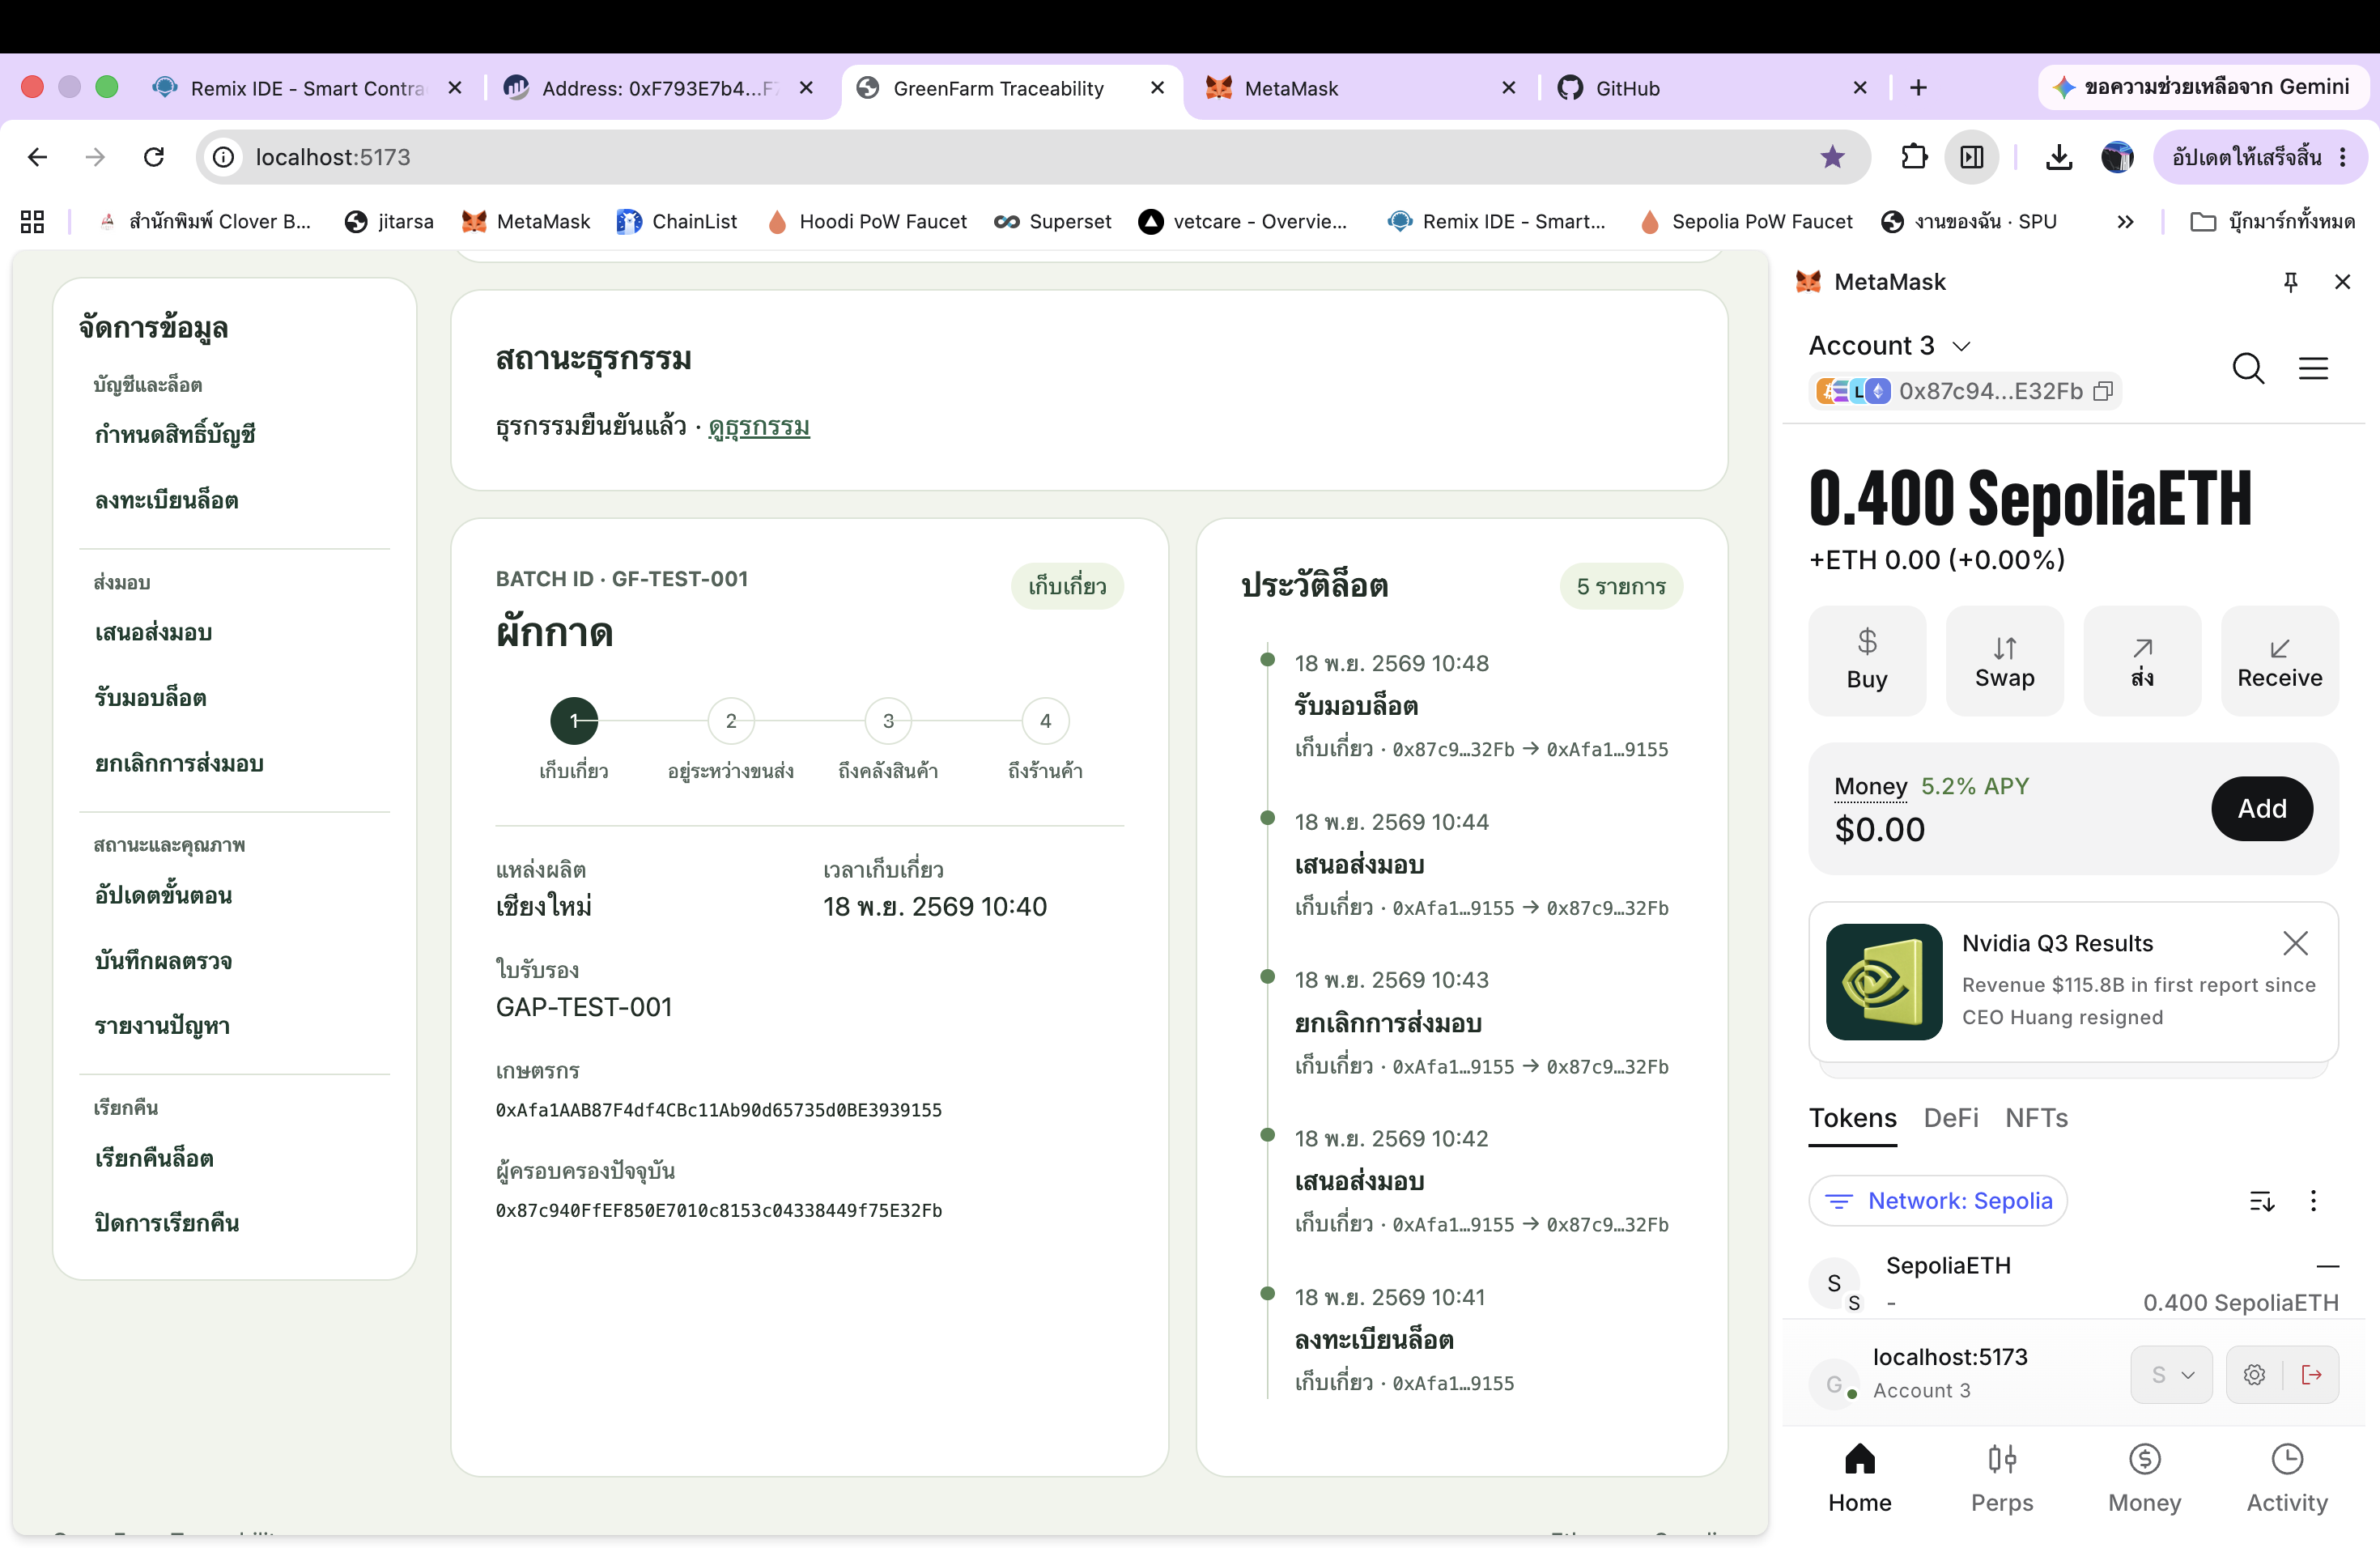 Remix IDE - Smart Contra
Address: 0xF793E7b4...F7
GreenFarm Traceability
MetaMask
GitHub
ขอความช่วยเหลือจาก Gemini
localhost:5173
อัปเดตให้เสร็จสิ้น
สำนักพิมพ์ Clover B...
jitarsa
MetaMask
ChainList
Hoodi PoW Faucet
Superset
vetcare - Overvie...
Remix IDE - Smart...
Sepolia PoW Faucet
งานของฉัน - SPU
บุ๊กมาร์กทั้งหมด
จัดการข้อมูล
บัญชีและล็อต
กำหนดสิทธิ์บัญชี
ลงทะเบียนล็อต
ส่งมอบ
เสนอส่งมอบ
รับมอบล็อต
ยกเลิกการส่งมอบ
สถานะและคุณภาพ
อัปเดตขั้นตอน
บันทึกผลตรวจ
รายงานปัญหา
เรียกคืน
เรียกคืนล็อต
ปิดการเรียกคืน
สถานะธุรกรรม
ธุรกรรมยืนยันแล้ว · ดูธุรกรรม
BATCH ID · GF-TEST-001
เก็บเกี่ยว
ผักกาด
1
2
3
4
เก็บเกี่ยว
อยู่ระหว่างขนส่ง
ถึงคลังสินค้า
ถึงร้านค้า
แหล่งผลิต
เชียงใหม่
เวลาเก็บเกี่ยว
18 พ.ย. 2569 10:40
ใบรับรอง
GAP-TEST-001
เกษตรกร
0xAfa1AAB87F4df4CBc11Ab90d65735d0BE3939155
ผู้ครอบครองปัจจุบัน
0x87c940FfEF850E7010c8153c04338449f75E32Fb
ประวัติล็อต
5 รายการ
18 พ.ย. 2569 10:48
รับมอบล็อต
เก็บเกี่ยว · 0x87c9…32Fb → 0xAfa1…9155
18 พ.ย. 2569 10:44
เสนอส่งมอบ
เก็บเกี่ยว · 0xAfa1…9155 → 0x87c9…32Fb
18 พ.ย. 2569 10:43
ยกเลิกการส่งมอบ
เก็บเกี่ยว · 0xAfa1…9155 → 0x87c9…32Fb
18 พ.ย. 2569 10:42
เสนอส่งมอบ
เก็บเกี่ยว · 0xAfa1…9155 → 0x87c9…32Fb
18 พ.ย. 2569 10:41
ลงทะเบียนล็อต
เก็บเกี่ยว · 0xAfa1…9155
MetaMask
Account 3
0x87c94...E32Fb
0.400 SepoliaETH
+ETH 0.00 (+0.00%)
Buy
Swap
ส่ง
Receive
Money 5.2% APY
$0.00
Add
Nvidia Q3 Results
Revenue $115.8B in first report since
CEO Huang resigned
Tokens
DeFi
NFTs
Network: Sepolia
S
S
SepoliaETH
—
-
0.400 SepoliaETH
G
localhost:5173
Account 3
S
Home
Perps
Money
Activity